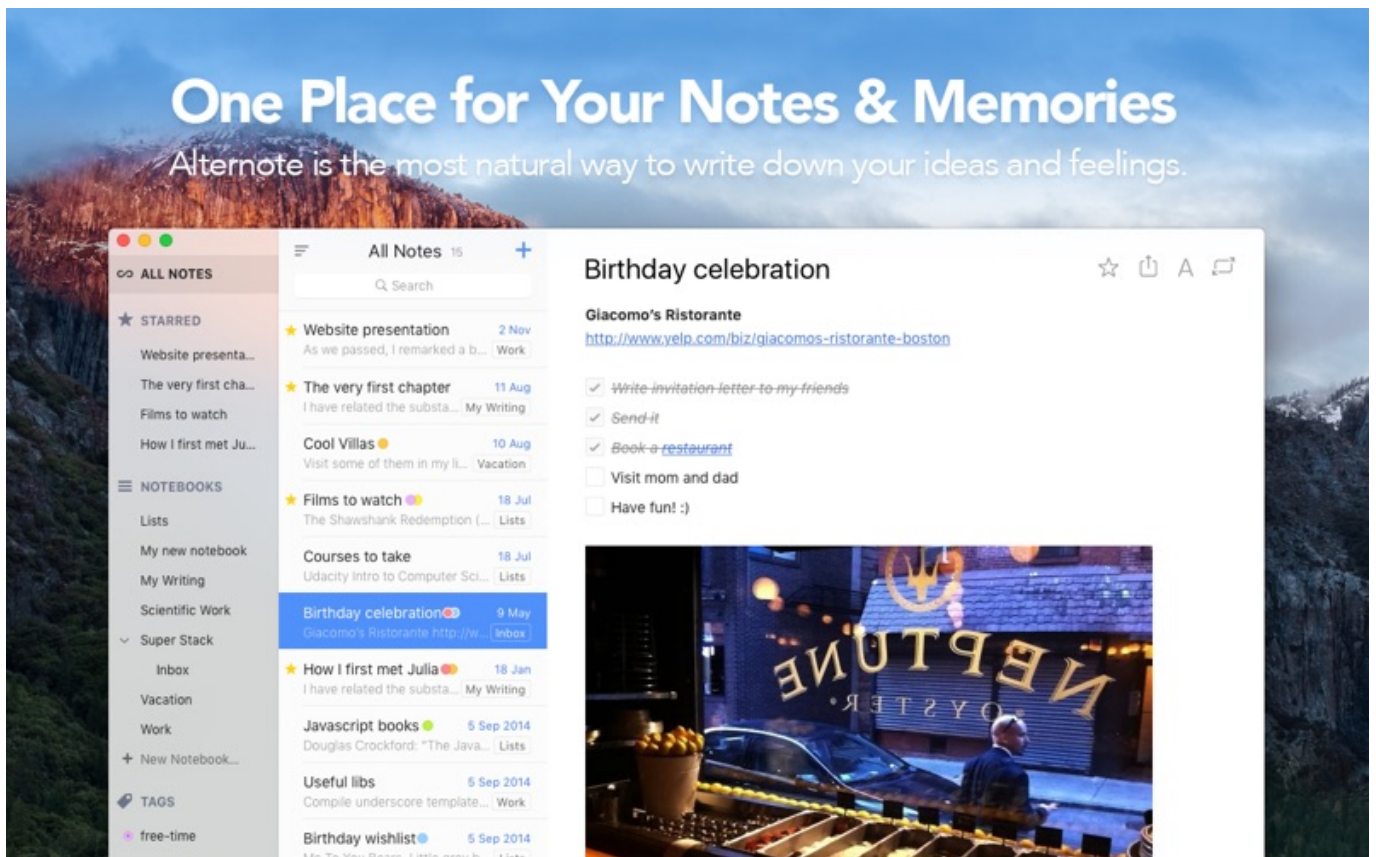 One Place for Your Notes & Memories
Alternote is the most natural way to write down your ideas and feelings.
ALL NOTES
STARRED
Website presenta...
The very first cha...
Films to watch
How I first met Ju...
NOTEBOOKS
Lists
My new notebook
My Writing
Scientific Work
Super Stack
Inbox
Vacation
Work
+ New Notebook...
TAGS
free-time
All Notes 15 +
Search
Website presentation 2 Nov
As we passed, I remarked a b... Work
The very first chapter 11 Aug
I have related the substa... My Writing
Cool Villas 10 Aug
Visit some of them in my li... Vacation
Films to watch 18 Jul
The Shawshank Redemption (... Lists
Courses to take 18 Jul
Udacity Intro to Computer Sci... Lists
Birthday celebration 9 May
Giacomo's Ristorante http://w... Inbox
How I first met Julia 18 Jan
I have related the substa... My Writing
Javascript books 5 Sep 2014
Douglas Crockford: "The Java... Lists
Useful libs 5 Sep 2014
Compile underscore template... Work
Birthday wishlist 5 Sep 2014
Birthday celebration
A
Giacomo's Ristorante
http://www.yelp.com/biz/giacomos-ristorante-boston
Write invitation letter to my friends
Send it
Book a restaurant
Visit mom and dad
Have fun! :)
NEPTUNE
OYSTER